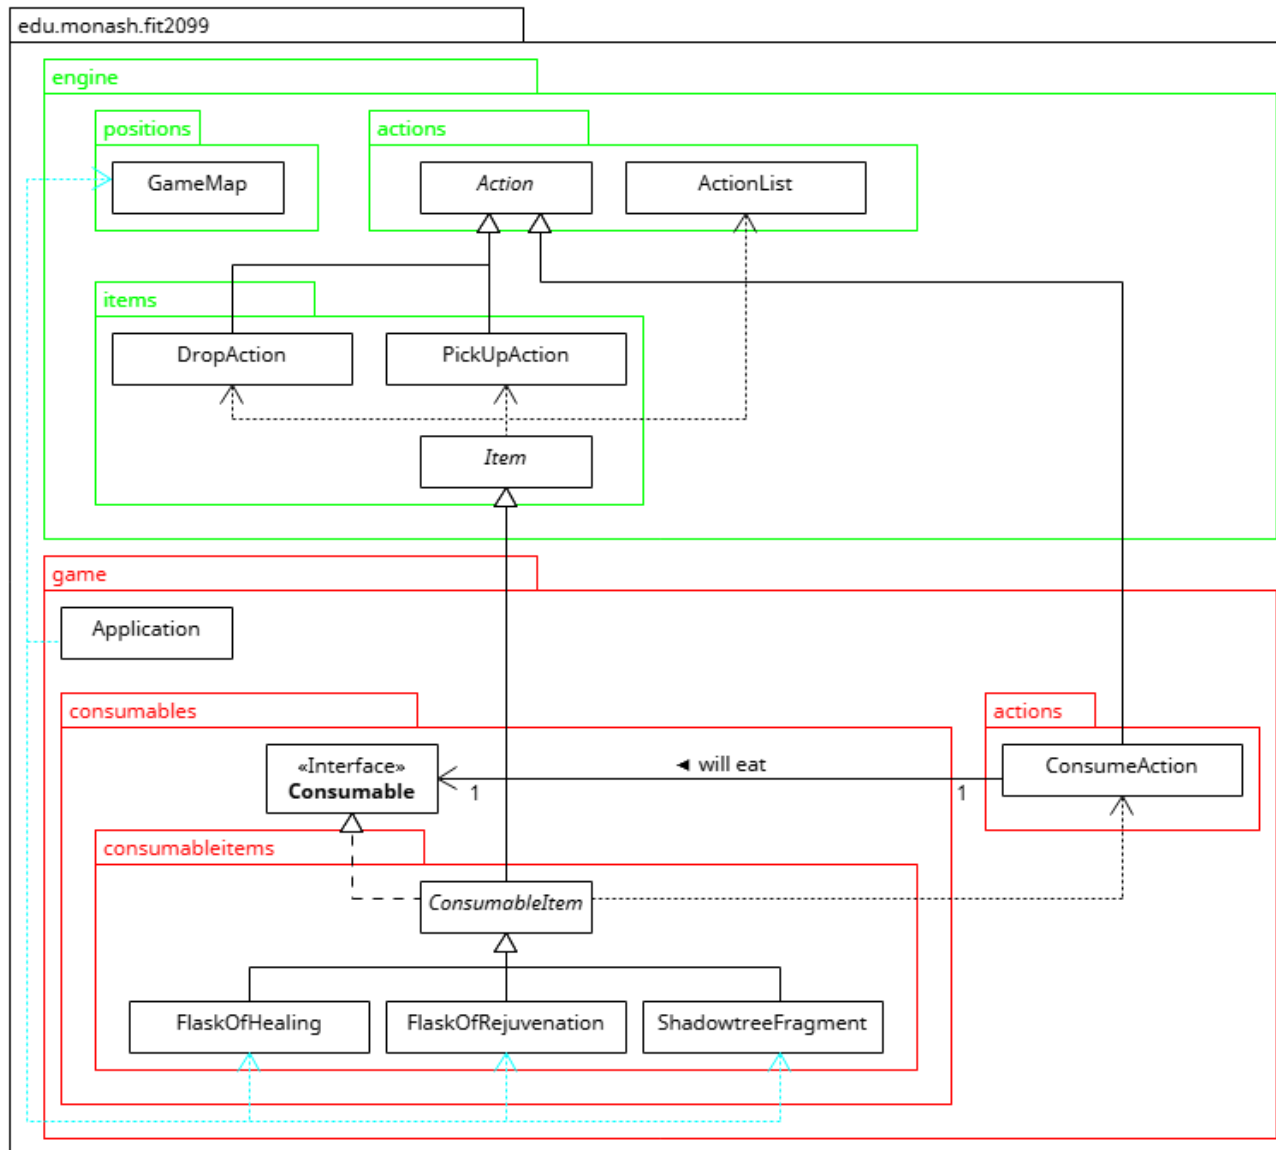 edu.monash.fit2099
engine
positions
actions
GameMap
Action
ActionList
items
DropAction
PickUpAction
Item
game
Application
consumables
actions
«Interface»
Consumable
◄ will eat
1
1
ConsumeAction
consumableitems
ConsumableItem
FlaskOfHealing
FlaskOfRejuvenation
ShadowtreeFragment